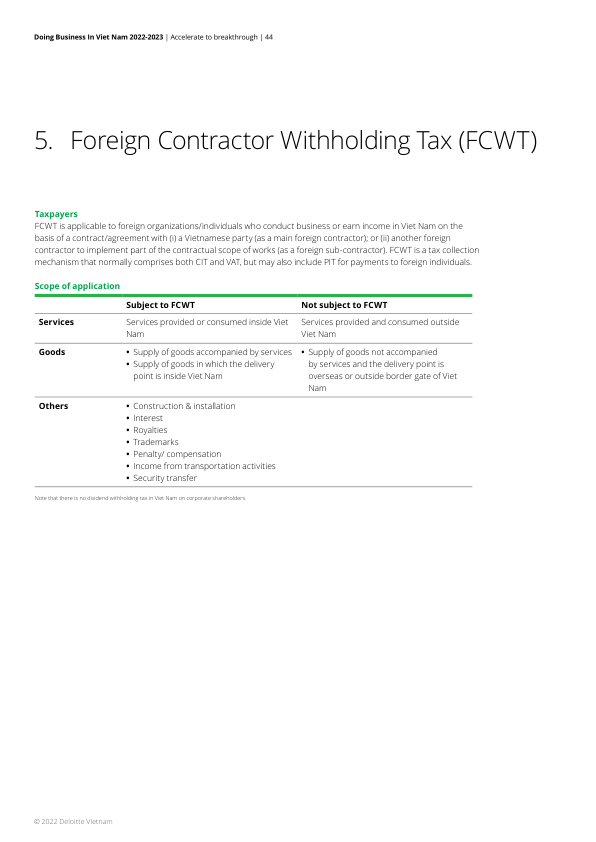 Doing Business In Viet Nam 2022-2023 | Accelerate to breakthrough | 44
5. Foreign Contractor Withholding Tax (FCWT)
Taxpayers
FCWT is applicable to foreign organizations/individuals who conduct business or earn income in Viet Nam on the
basis of a contract/agreement with (i) a Vietnamese party (as a main foreign contractor); or (ii) another foreign
contractor to implement part of the contractual scope of works (as a foreign sub-contractor). FCWT is a tax collection
mechanism that normally comprises both CIT and VAT, but may also include PIT for payments to foreign individuals.
Scope of application
Subject to FCWT
Not subject to FCWT
Services
Services provided or consumed inside Viet
Nam
Services provided and consumed outside
Viet Nam
Goods
• Supply of goods accompanied by services
• Supply of goods in which the delivery
point is inside Viet Nam
• Supply of goods not accompanied
by services and the delivery point is
overseas or outside border gate of Viet
Nam
Others
• Construction & installation
• Interest
• Royalties
• Trademarks
• Penalty/ compensation
• Income from transportation activities
• Security transfer
Note that there is no dividend withholding tax in Viet Nam on corporate shareholders.
© 2022 Deloitte Vietnam